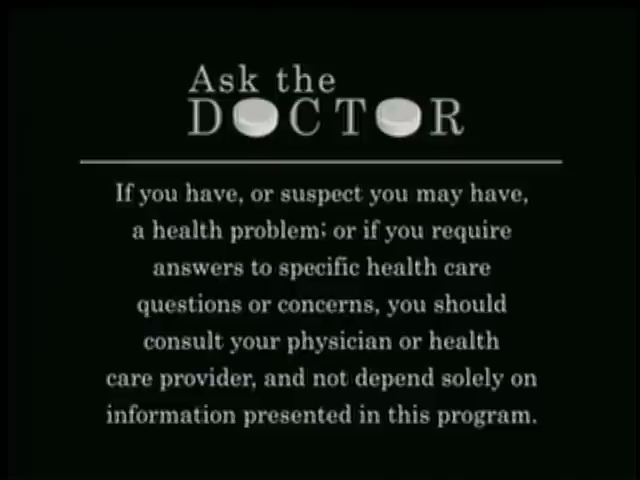 Ask the
DOCTOR
If you have, or suspect you may have,
a health problem; or if you require
answers to specific health care
questions or concerns, you should
consult your physician or health
care provider, and not depend solely on
information presented in this program.